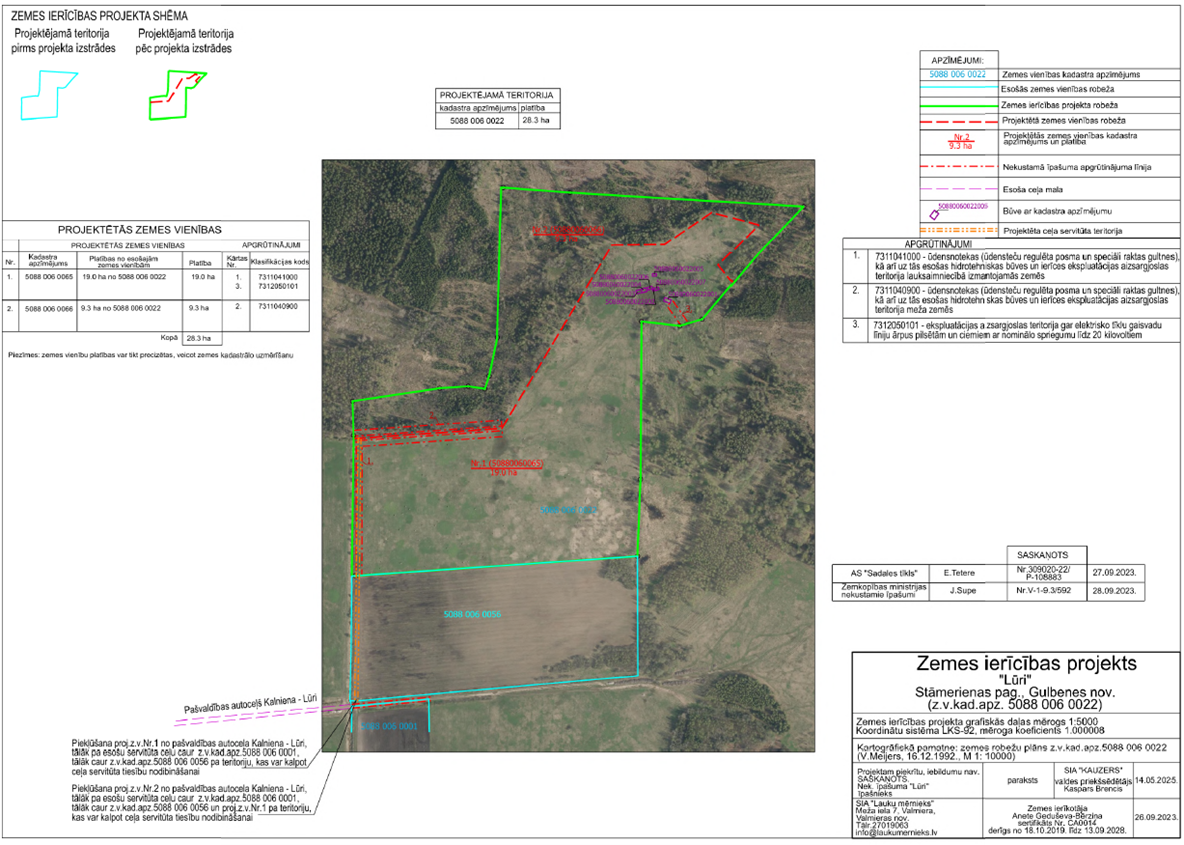 ZEMES IERĪCĪBAS PROJEKTA SHĒMA
Projektējamā teritorija
pirms projekta izstrādes
Projektējamā teritorija
pēc projekta izstrādes
PROJEKTĒJAMĀ TERITORIJA
kadastra apzīmējums platība
5088 006 0022 28.3 ha
APZĪMĒJUMI:
5088 006 0022 Zemes vienības kadastra apzīmējums
Esošās zemes vienības robeža
Zemes ierīcības projekta robeža
Projektētā zemes vienības robeža
Nr.2
9.3 ha
Projektētās zemes vienības kadastra
apzīmējums un platība
Nekustamā īpašuma apgrūtinājuma līnija
Esoša ceļa mala
50880060022009 Būve ar kadastra apzīmējumu
Projektēta ceļa servitūta teritorija
APGRŪTINĀJUMI
1. 7311041000 - ūdensnotekas (ūdensteču regulēta posma un speciāli raktas gultnes),
kā arī uz tās esošas hidrotehniskas būves un ierīces ekspluatācijas aizsargjoslas
teritorija lauksaimniecībā izmantojamās zemēs
2. 7311040900 - ūdensnotekas (ūdensteču regulēta posma un speciāli raktas gultnes),
kā arī uz tās esošas hidrotehn skas būves un ierīces ekspluatācijas aizsargjoslas
teritorija meža zemēs
3. 7312050101 - ekspluatācijas a zsargjoslas teritorija gar elektrisko tīklu gaisvadu
līniju ārpus pilsētām un ciemiem ar nominālo spriegumu līdz 20 kilovoltiem
PROJEKTĒTĀS ZEMES VIENĪBAS
PROJEKTĒTĀS ZEMES VIENĪBAS APGRŪTINĀJUMI
Nr. Kadastra
apzīmējums Platības no esošajām
zemes vienībām Platība Kārtas
Nr. Klasifikācijas kods
1. 5088 006 0065 19.0 ha no 5088 006 0022 19.0 ha 1. 7311041000
3. 7312050101
2. 5088 006 0066 9.3 ha no 5088 006 0022 9.3 ha 2. 7311040900
Kopā 28.3 ha
Piezīmes: zemes vienību platības var tikt precizētas, veicot zemes kadastrālo uzmērīšanu
2.
1.
Nr.1 (50880060065)
19.0 ha
5088 006 0056
5088 006 0001
Pašvaldības autoceļš Kalniena - Lūri
Piekļūšana proj.z.v.Nr.1 no pašvaldības autoceļa Kalniena - Lūri,
tālāk pa esošu servitūta ceļu caur z.v.kad.apz.5088 006 0001,
tālāk caur z.v.kad.apz.5088 006 0056 pa teritoriju, kas var kalpot
ceļa servitūta tiesību nodibināšanai
Piekļūšana proj.z.v.Nr.2 no pašvaldības autoceļa Kalniena - Lūri,
tālāk pa esošu servitūta ceļu caur z.v.kad.apz.5088 006 0001,
tālāk caur z.v.kad.apz.5088 006 0056 un proj.z.v.Nr.1 pa teritoriju,
kas var kalpot ceļa servitūta tiesību nodibināšanai
SASKAŅOTS
AS "Sadales tīkls" E.Tetere Nr.309020-22/
P-108883 27.09.2023.
Zemkopības ministrijas
nekustamie īpašumi J.Supe Nr.V-1-9.3/592 28.09.2023.
Zemes ierīcības projekts
"Lūri"
Stāmerienas pag., Gulbenes nov.
(z.v.kad.apz. 5088 006 0022)
Zemes ierīcības projekta grafiskās daļas mērogs 1:5000
Koordinātu sistēma LKS-92, mēroga koeficients 1.000008
Kartogrāfiskā pamatne: zemes robežu plāns z.v.kad.apz.5088 006 0022
(V.Meijers, 16.12.1992., M 1: 10000)
Projektam piekrītu, iebildumu nav.
SASKAŅOTS.
Nek. īpašuma "Lūri"
īpašnieks
paraksts
SIA "KAUZERS"
valdes priekšsēdētājs
Kaspars Brencis
14.05.2025.
SIA "Lauku mērnieks"
Meža iela 7, Valmiera,
Valmieras nov.
Tālr.27019063
info@laukumernieks.lv
Zemes ierīkotāja
Anete Geduševa-Bērziņa
sertifikāts Nr. CA0014
derīgs no 18.10.2019. līdz 13.09.2028.
26.09.2023.